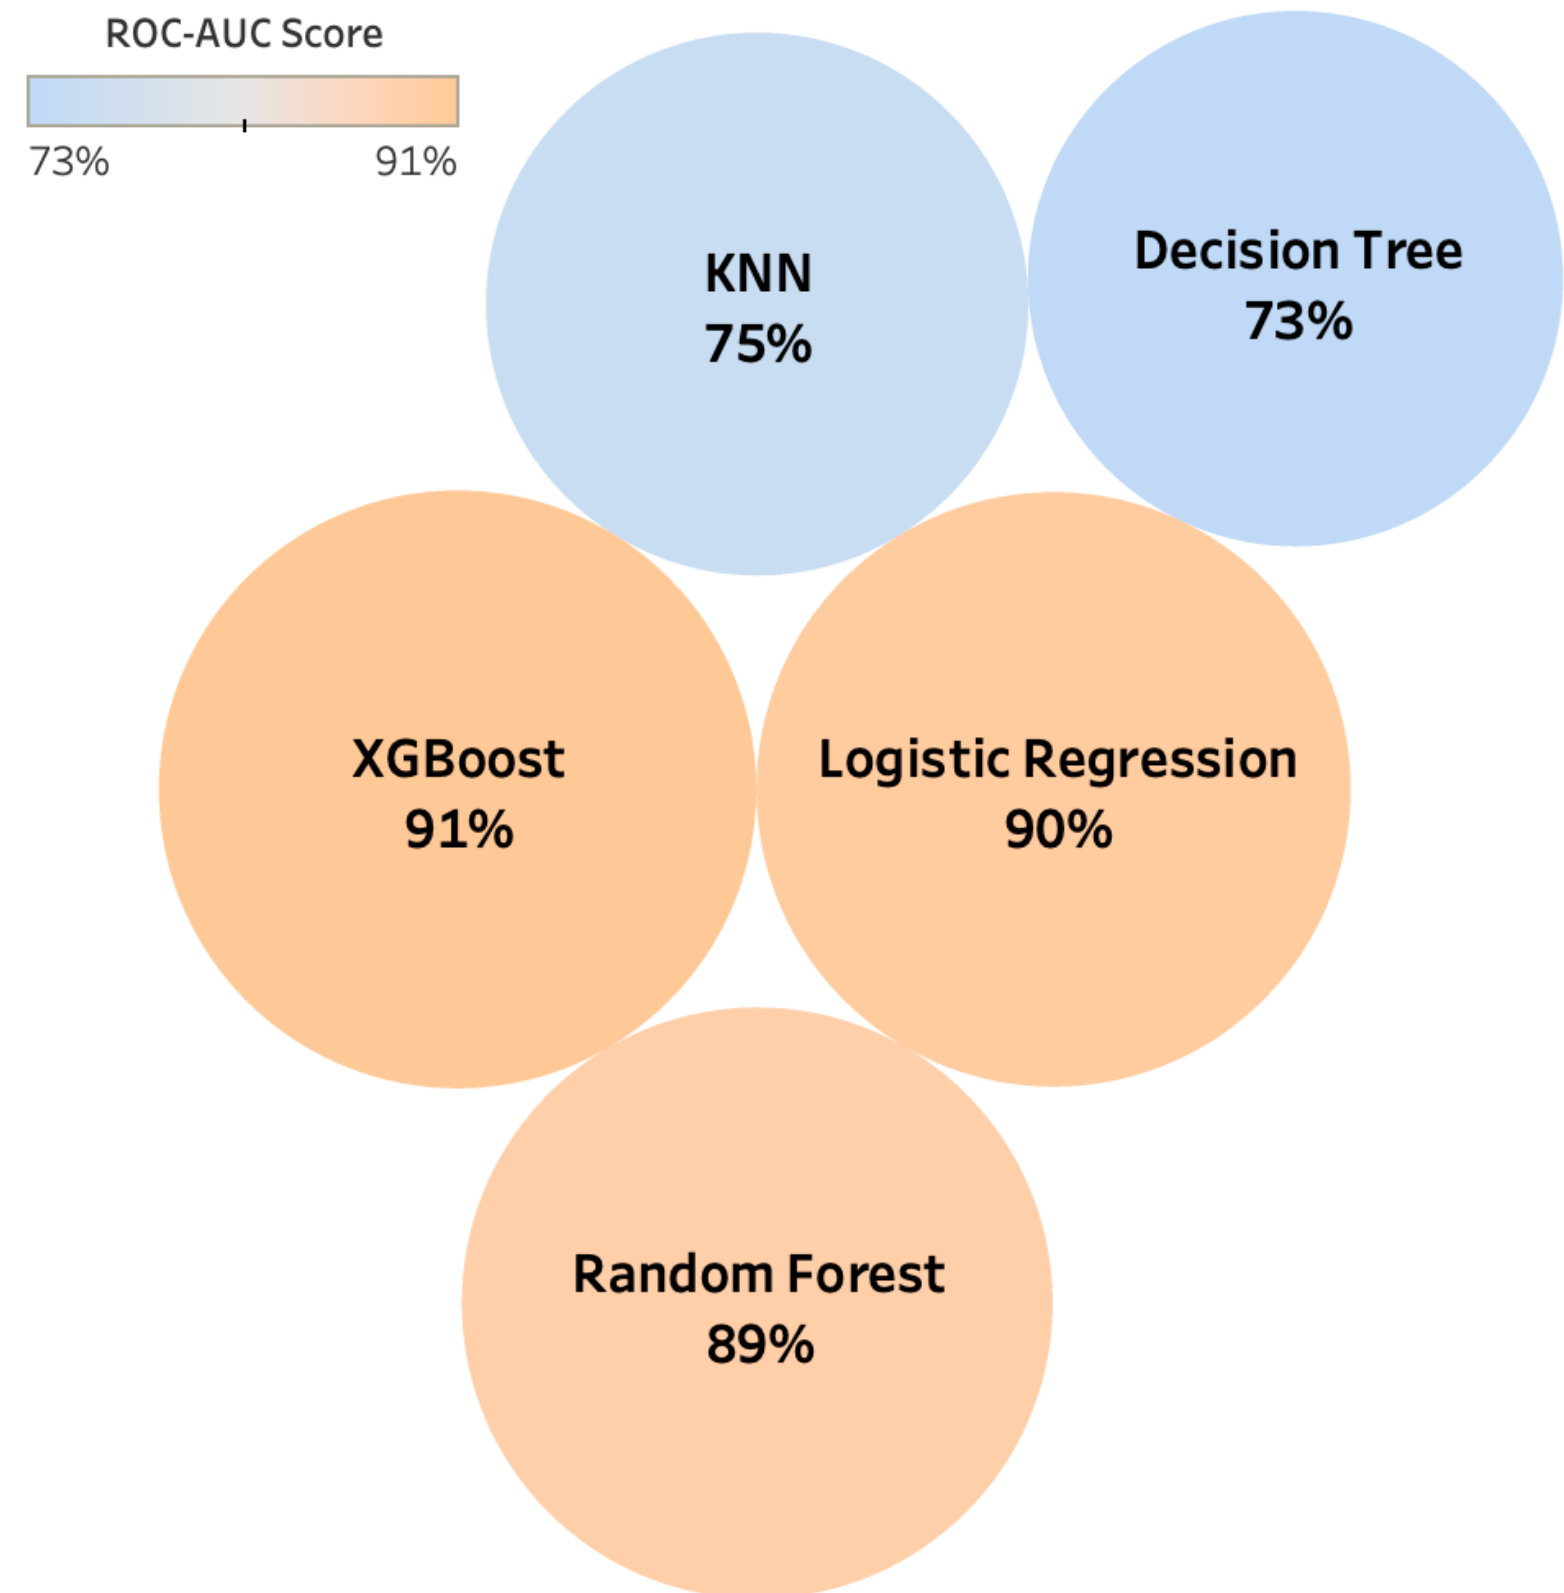 ROC-AUC Score
73%
91%
KNN
75%
Decision Tree
73%
XGBoost
91%
Logistic Regression
90%
Random Forest
89%